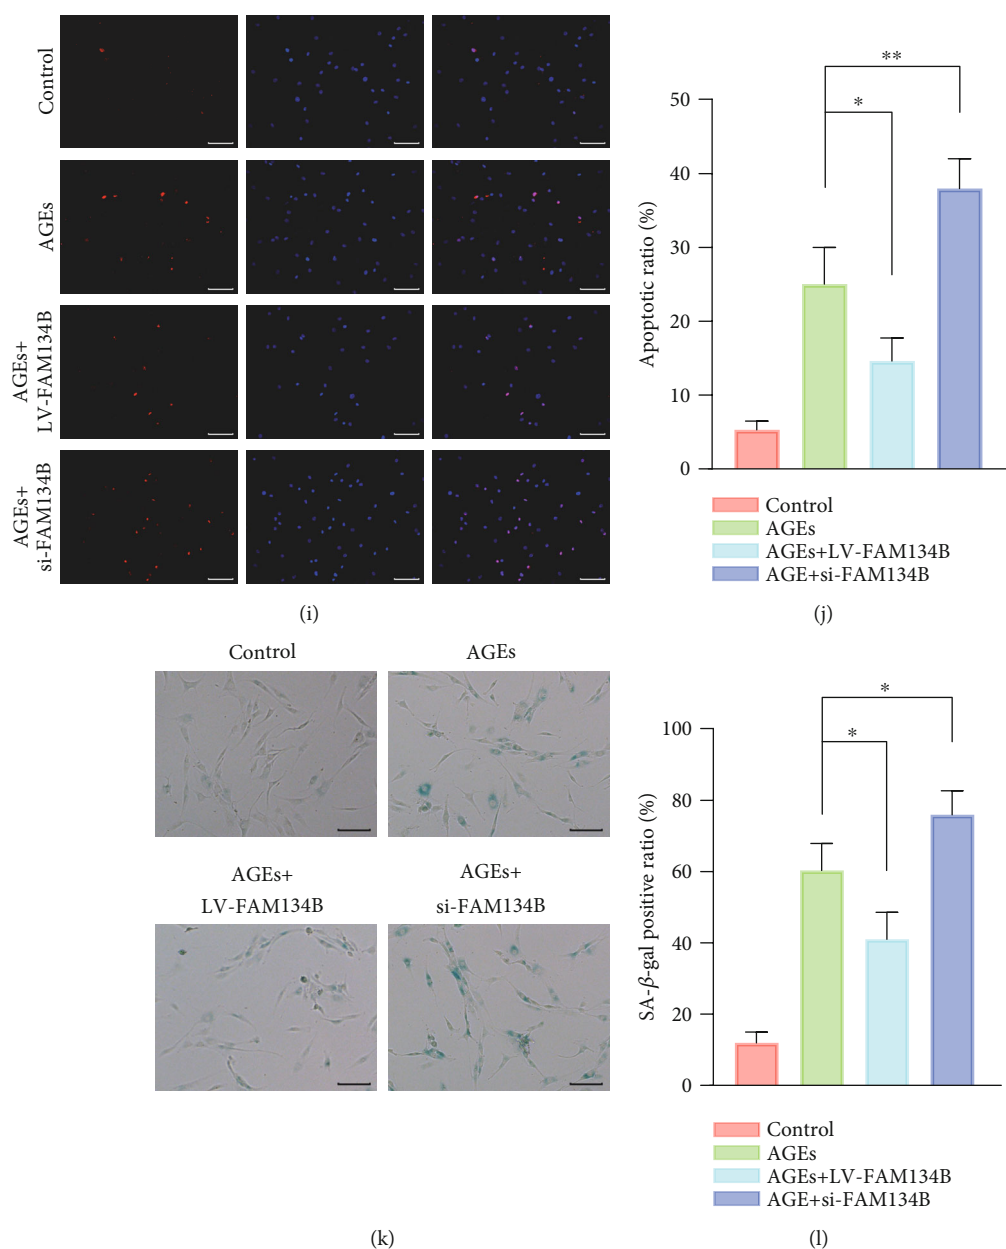 Control
AGEs
AGEs+
LV-FAM134B
AGEs+
si-FAM134B
(i)
**
*
50
40
30
20
10
0
Apoptotic ratio (%)
Control
AGEs
AGEs+LV-FAM134B
AGE+si-FAM134B
(j)
Control
AGEs
AGEs+
LV-FAM134B
AGEs+
si-FAM134B
(k)
*
*
100
80
60
40
20
0
SA-β-gal positive ratio (%)
Control
AGEs
AGEs+LV-FAM134B
AGE+si-FAM134B
(l)